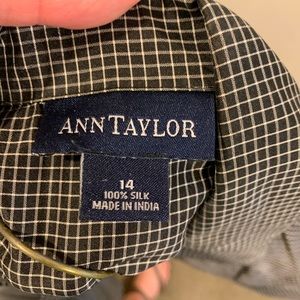 ANN TAYLOR
14
100% SILK
MADE IN INDIA